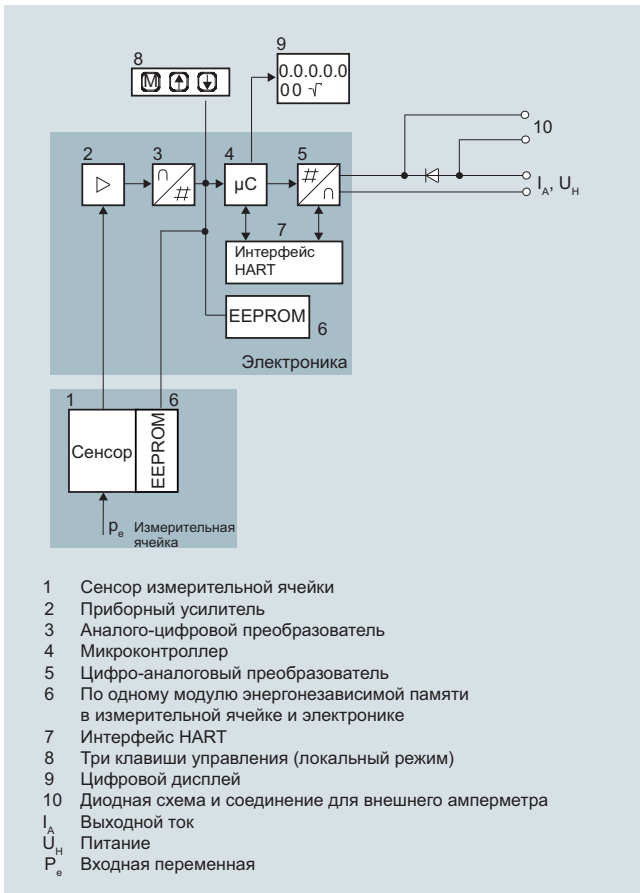 8
9
M
0.0.0.0.0
00 √
10
2
3
4
5
∩
#
µC
#
∩
I_A, U_H
7
Интерфейс
HART
EEPROM
6
Электроника
1
6
Сенсор
EEPROM
p_e Измерительная
ячейка
1 Сенсор измерительной ячейки
2 Приборный усилитель
3 Аналого-цифровой преобразователь
4 Микроконтроллер
5 Цифро-аналоговый преобразователь
6 По одному модулю энергонезависимой памяти
в измерительной ячейке и электронике
7 Интерфейс HART
8 Три клавиши управления (локальный режим)
9 Цифровой дисплей
10 Диодная схема и соединение для внешнего амперметра
I_A Выходной ток
U_H Питание
P_e Входная переменная